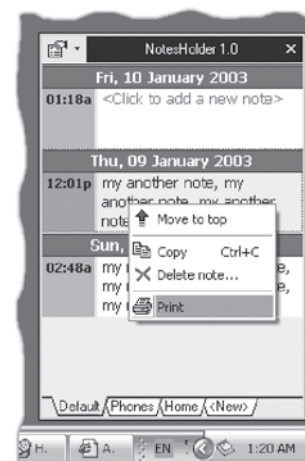 NotesHolder 1.0
Fri, 10 January 2003
01:18a <Click to add a new note>
Thu, 09 January 2003
12:01p my another note, my
another note, my another
note
Move to top
Sun,
Copy Ctrl+C
02:48a my
Delete note...
my
my
Print
Default Phones Home <New>
H. A. EN 1:20 AM